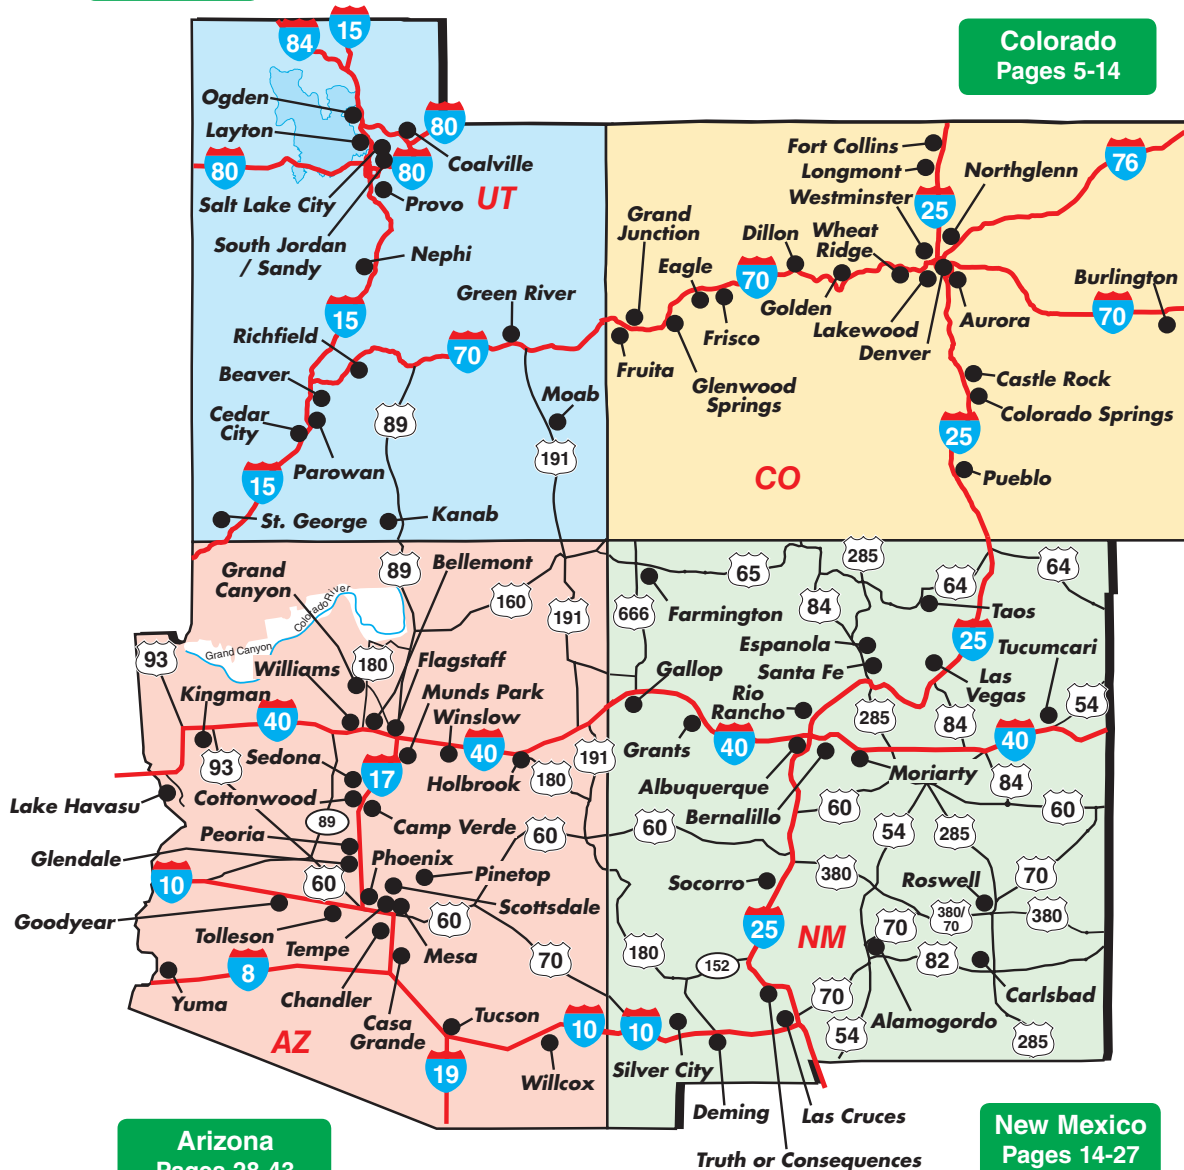 84
15
Colorado
Pages 5-14
Ogden
Layton
80
80
80
Coalville
Salt Lake City
Provo
UT
South Jordan
/ Sandy
Nephi
15
Green River
Richfield
70
Beaver
89
Moab
Cedar
City
191
Parowan
15
St. George
Kanab
Fort Collins
Longmont
Westminster
Northglenn
76
25
Grand
Junction
Dillon
Wheat
Ridge
Eagle
70
Golden
Burlington
70
Frisco
Lakewood
Aurora
Denver
Fruita
Glenwood
Springs
Castle Rock
Colorado Springs
25
CO
Pueblo
Grand
Canyon
89
Bellemont
160
191
Colorado River
Grand Canyon
93
180
Williams
Flagstaff
Kingman
Munds Park
40
Winslow
40
93
Sedona
17
Holbrook
180
191
Lake Havasu
Cottonwood
89
Camp Verde
60
Peoria
Glendale
Phoenix
10
60
Pinetop
Scottsdale
Goodyear
60
Tolleson
Tempe
Mesa
70
8
Yuma
Chandler
Casa
Grande
Tucson
10
AZ
19
Willcox
65
285
64
64
666
Farmington
84
Taos
Espanola
25
Tucumcari
Gallop
Santa Fe
Las
Vegas
Rio
Rancho
285
84
54
Grants
40
40
Moriarty
84
Albuquerque
Bernalillo
60
60
60
54
285
380
Roswell
70
Socorro
380/
70
380
25
NM
70
180
152
82
70
Carlsbad
Alamogordo
54
285
10
Silver City
Deming
Las Cruces
Truth or Consequences
Arizona
Pages 28-43
New Mexico
Pages 14-27